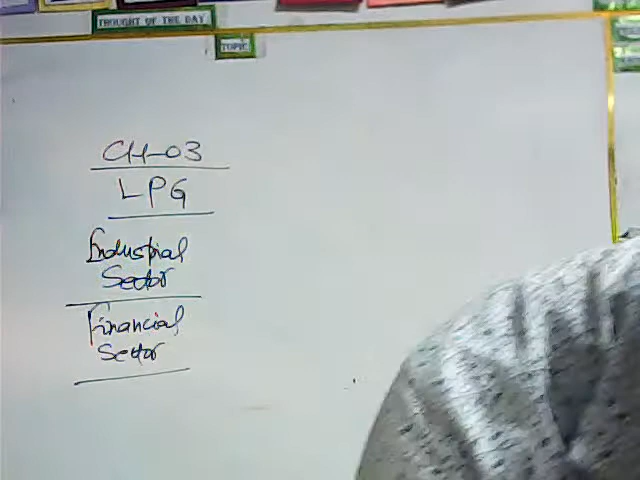 THOUGHT OF THE DAY
TOPIC
CH-03
LPG
Industrial
Sector
Financial
Sector